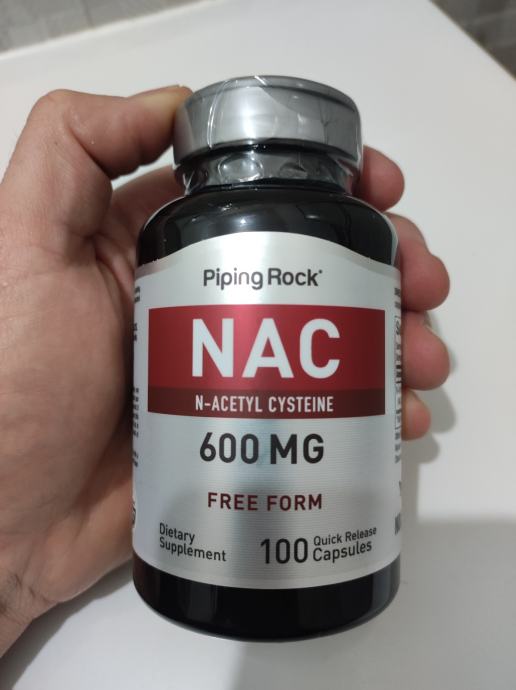 Piping Rock®
NAC
N-ACETYL CYSTEINE
600 MG
FREE FORM
Dietary
Supplement
100 Quick Release
Capsules